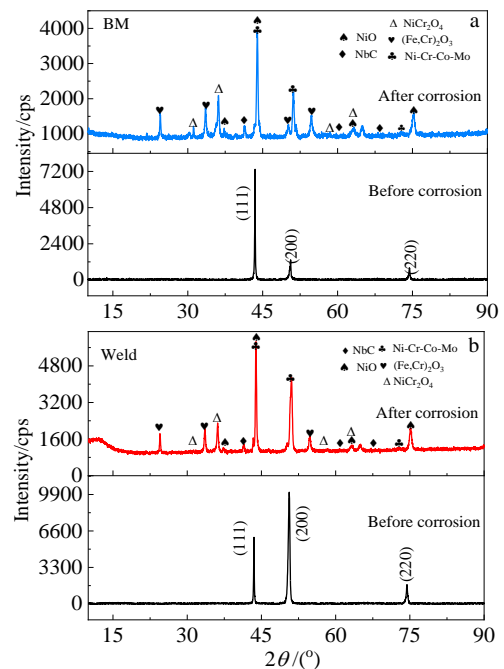 BM
a
△ NiCr₂O₄
♠ NiO ♥ (Fe,Cr)₂O₃
♦ NbC ♣ Ni-Cr-Co-Mo
After corrosion
4000
3000
2000
1000
Before corrosion
(111)
(200)
(220)
7200
4800
2400
0
15 30 45 60 75 90
Intensity/cps
Weld
b
♦ NbC ♣ Ni-Cr-Co-Mo
♠ NiO ♥ (Fe,Cr)₂O₃
△ NiCr₂O₄
After corrosion
4800
3200
1600
0
Before corrosion
(111)
(200)
(220)
9900
6600
3300
0
15 30 45 60 75 90
Intensity/cps
2θ/(°)